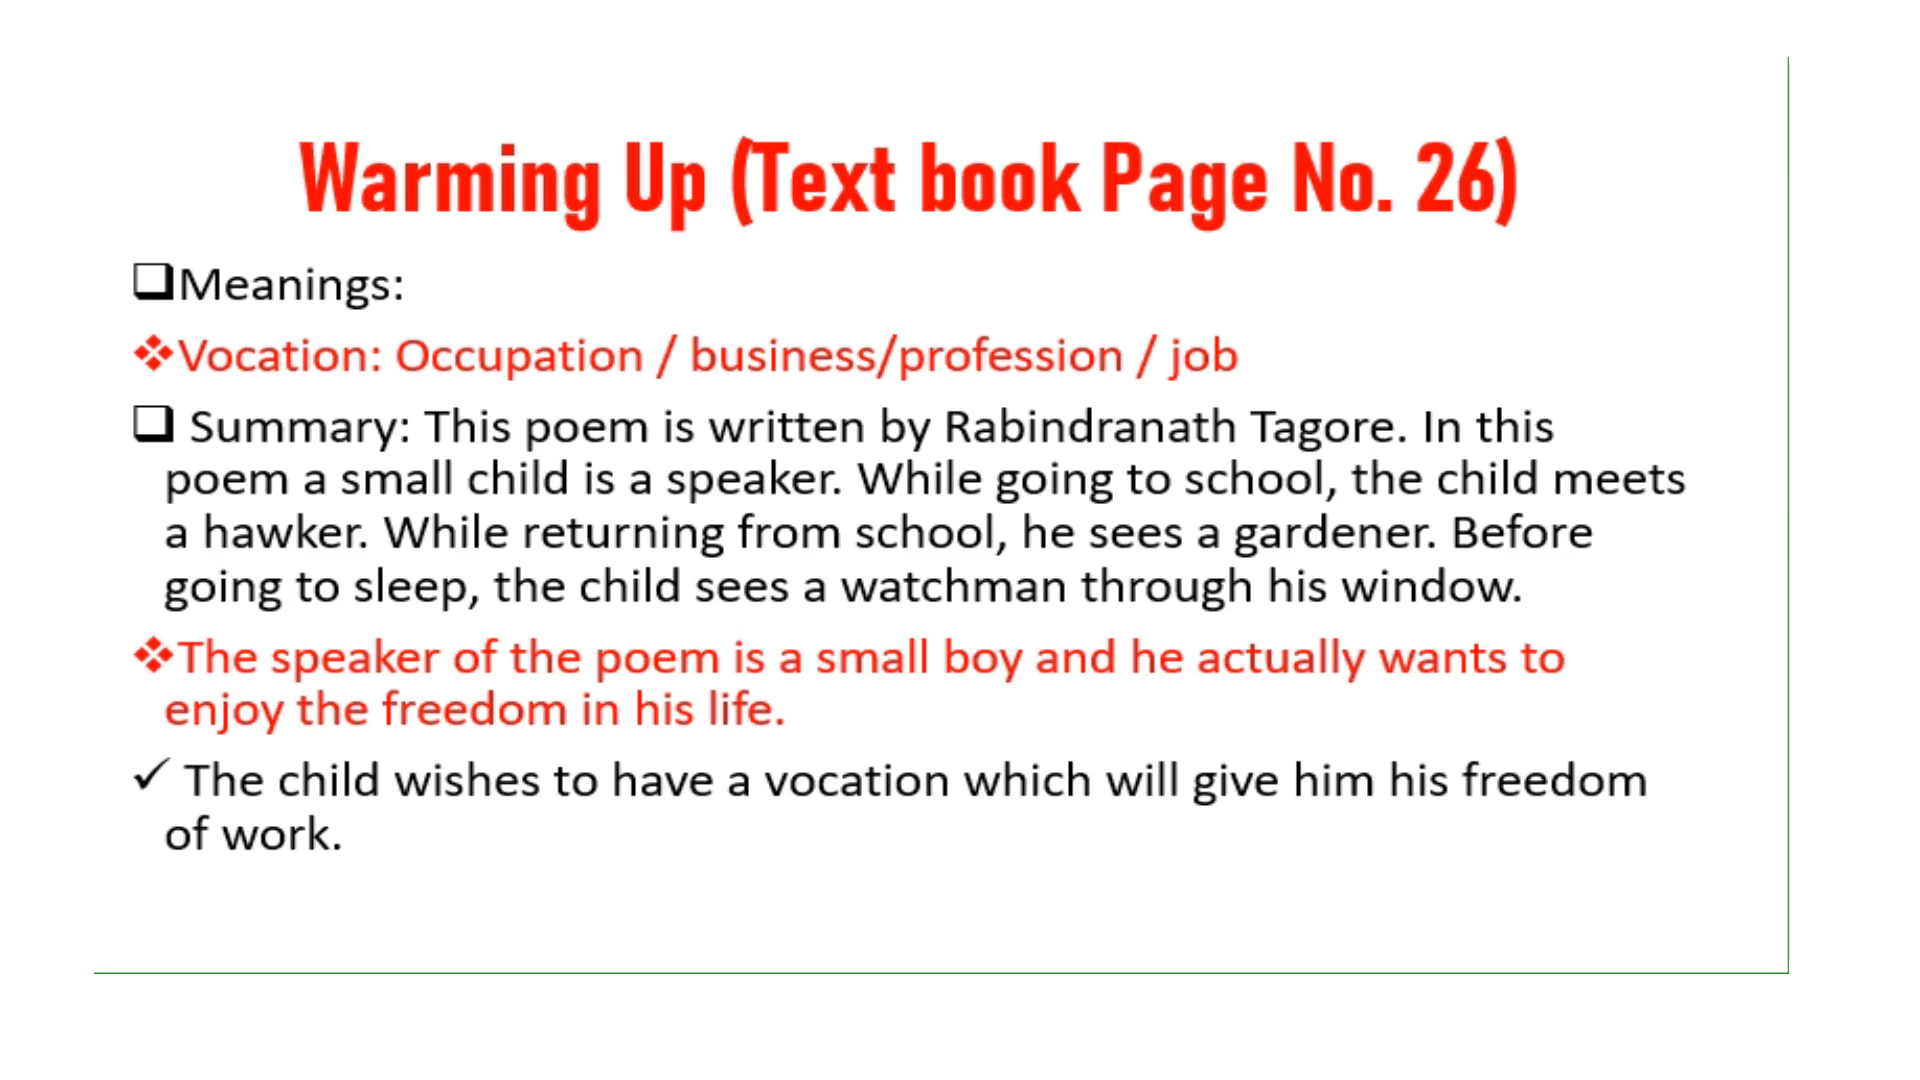 Warming Up (Text book Page No. 26)
Meanings:
Vocation: Occupation / business/profession / job
Summary: This poem is written by Rabindranath Tagore. In this
poem a small child is a speaker. While going to school, the child meets
a hawker. While returning from school, he sees a gardener. Before
going to sleep, the child sees a watchman through his window.
The speaker of the poem is a small boy and he actually wants to
enjoy the freedom in his life.
The child wishes to have a vocation which will give him his freedom
of work.